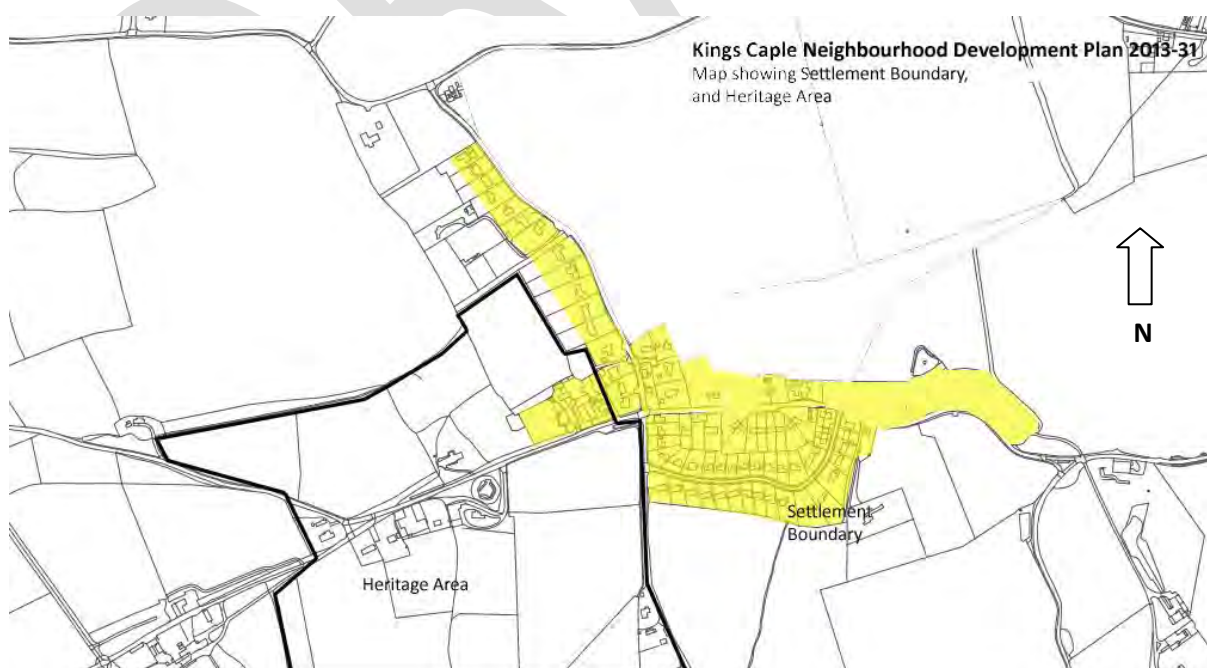 Kings Caple Neighbourhood Development Plan 2013-31
Map showing Settlement Boundary,
and Heritage Area
N
Settlement
Boundary
Heritage Area